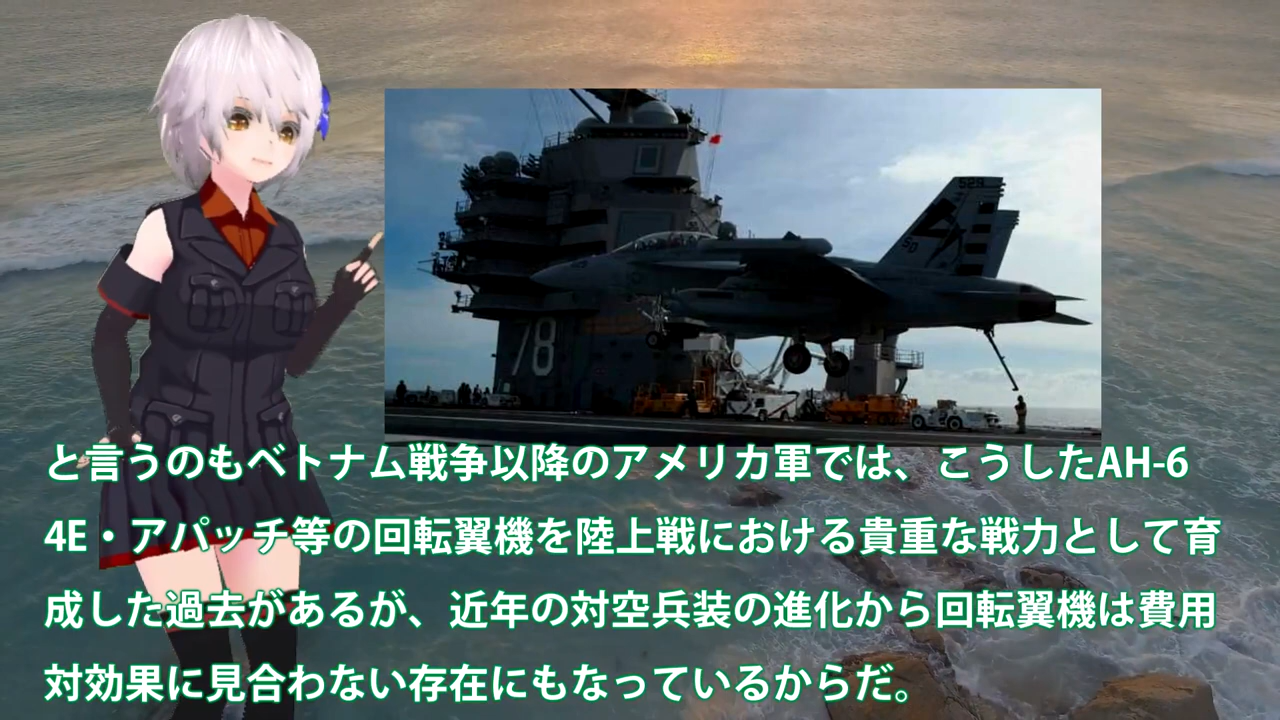 529
SD
78
と言うのもベトナム戦争以降のアメリカ軍では、こうしたAH-6
4E・アパッチ等の回転翼機を陸上戦における貴重な戦力として育
成した過去があるが、近年の対空兵装の進化から回転翼機は費用
対効果に見合わない存在にもなっているからだ。